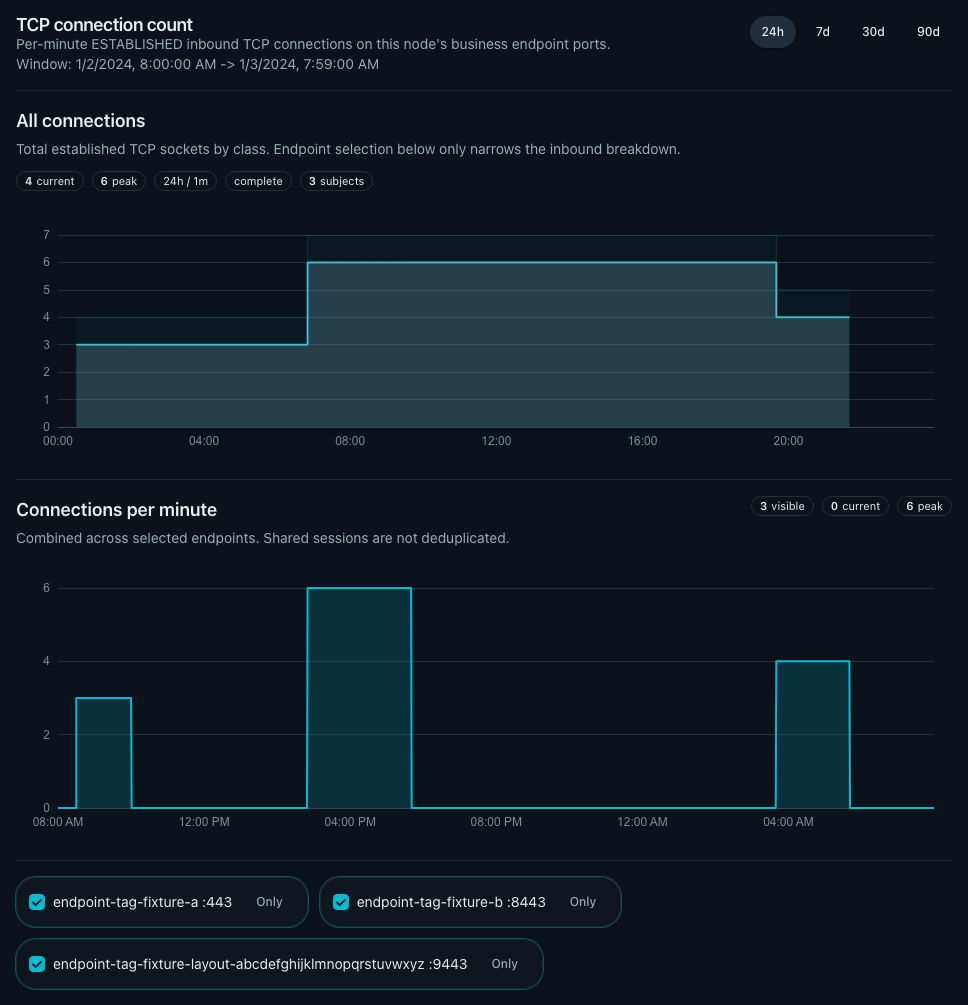 TCP connection count
Per-minute ESTABLISHED inbound TCP connections on this node's business endpoint ports.
Window: 1/2/2024, 8:00:00 AM -> 1/3/2024, 7:59:00 AM
24h 7d 30d 90d
All connections
Total established TCP sockets by class. Endpoint selection below only narrows the inbound breakdown.
4 current 6 peak 24h / 1m complete 3 subjects
7
6
5
4
3
2
1
0
00:00 04:00 08:00 12:00 16:00 20:00
Connections per minute
3 visible 0 current 6 peak
Combined across selected endpoints. Shared sessions are not deduplicated.
6
4
2
0
08:00 AM 12:00 PM 04:00 PM 08:00 PM 12:00 AM 04:00 AM
endpoint-tag-fixture-a :443 Only
endpoint-tag-fixture-b :8443 Only
endpoint-tag-fixture-layout-abcdefghijklmnopqrstuvwxyz :9443 Only